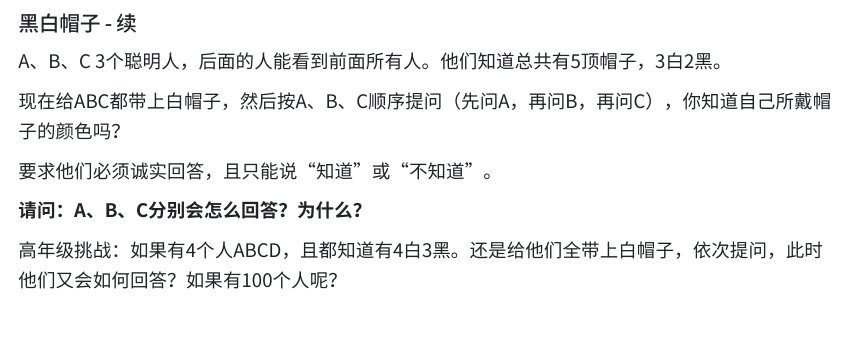 黑白帽子 - 续
A、B、C 3个聪明人，后面的人能看到前面所有人。他们知道总共有5顶帽子，3白2黑。
现在给ABC都带上白帽子，然后按A、B、C顺序提问（先问A，再问B，再问C），你知道自己所戴帽
子的颜色吗？
要求他们必须诚实回答，且只能说“知道”或“不知道”。
请问：A、B、C分别会怎么回答？为什么？
高年级挑战：如果有4个人ABCD，且都知道有4白3黑。还是给他们全带上白帽子，依次提问，此时
他们又会如何回答？如果有100个人呢？